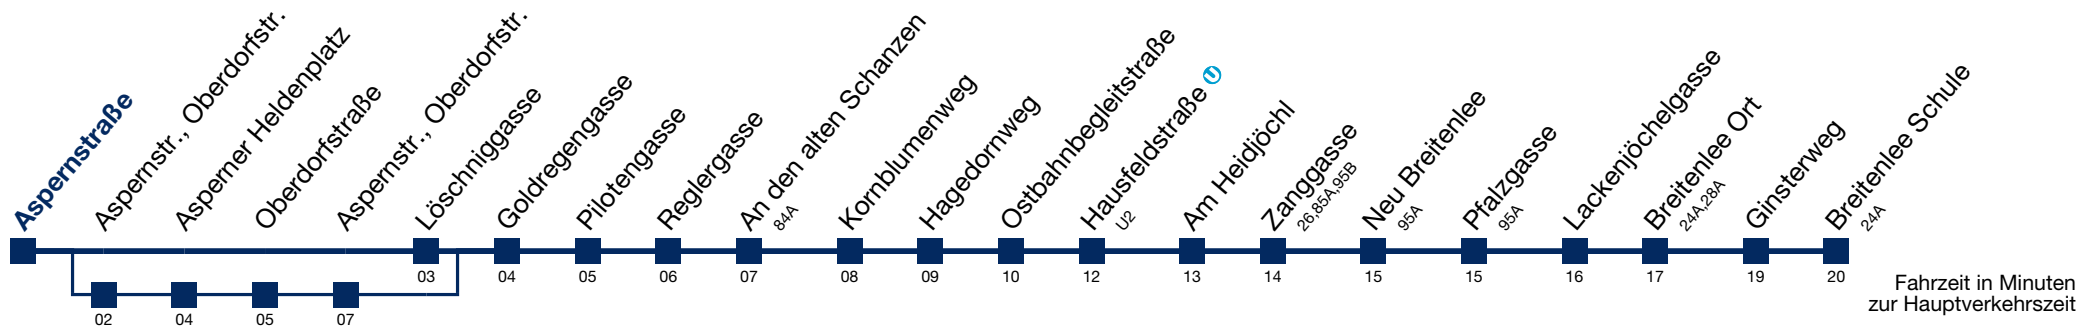 Aspernstraße
Aspernstr., Oberdorfstr.
Asperner Heldenplatz
Oberdorfstraße
Aspernstr., Oberdorfstr.
Löschniggasse
Goldregengasse
Pilotengasse
Reglergasse
An den alten Schanzen
84A
Kornblumenweg
Hagedornweg
Ostbahnbegleitstraße
Hausfeldstraße U
U2
Am Heidjöchl
Zanggasse
26,85A,95B
Neu Breitenlee
95A
Pfalzgasse
95A
Lackenjöchelgasse
Breitenlee Ort
24A,28A
Ginsterweg
Breitenlee Schule
24A
03 04 05 06 07 08 09 10 12 13 14 15 15 16 17 19 20
02 04 05 07
Fahrzeit in Minuten
zur Hauptverkehrszeit